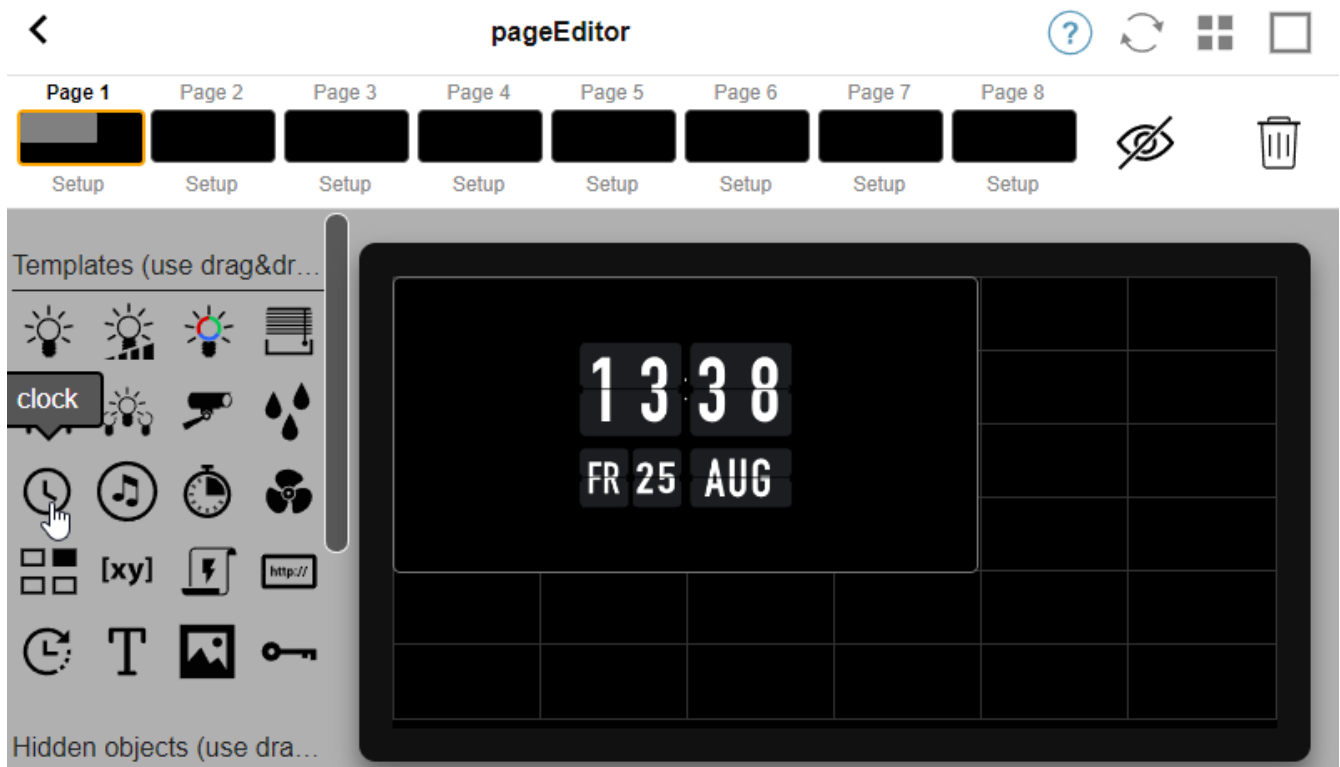 pageEditor
?
Page 1 Page 2 Page 3 Page 4 Page 5 Page 6 Page 7 Page 8
Setup Setup Setup Setup Setup Setup Setup Setup
Templates (use drag&dr...
clock
[xy]
http://
T
Hidden objects (use dra...
13:38
FR 25 AUG